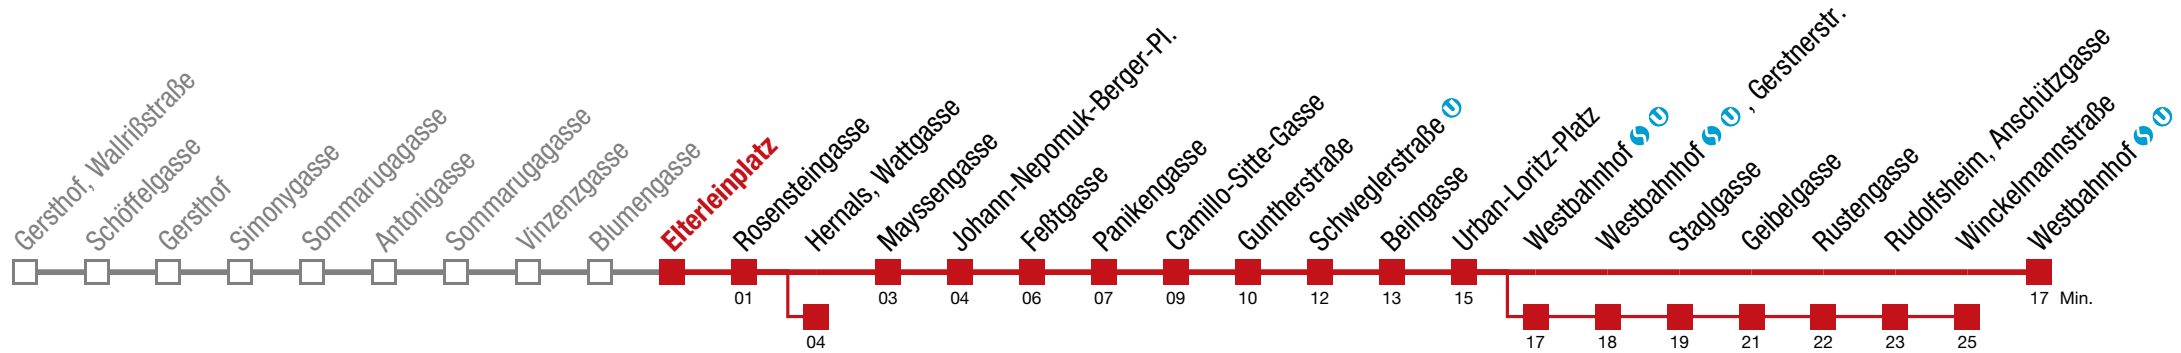 Gersthof, Wallrißstraße
Schöffelgasse
Gersthof
Simonygasse
Sommarugagasse
Antonigasse
Sommarugagasse
Vinzenzgasse
Blumengasse
Elterleinplatz
Rosensteingasse
Hernals, Wattgasse
Mayssengasse
Johann-Nepomuk-Berger-Pl.
Feßtgasse
Panikengasse
Camillo-Sitte-Gasse
Guntherstraße
Schweglerstraße U
Beingasse
Urban-Loritz-Platz
Westbahnhof S U
Westbahnhof S U , Gerstnerstr.
Staglgasse
Geibelgasse
Rustengasse
Rudolfsheim, Anschützgasse
Winckelmannstraße
Westbahnhof S U
01 03 04 06 07 09 10 12 13 15 17 Min.
04 17 18 19 21 22 23 25